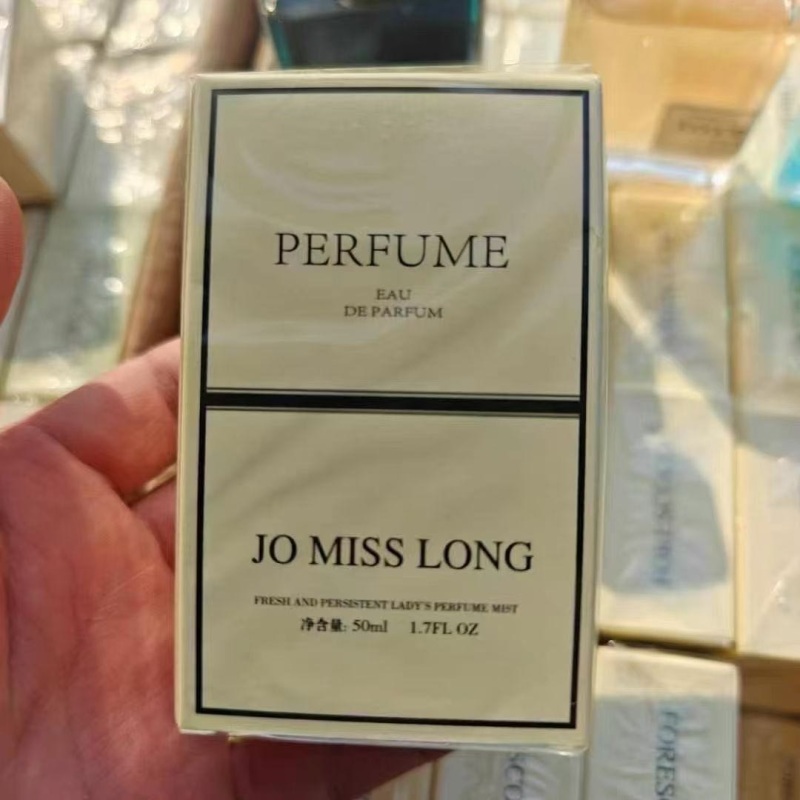 PERFUME
EAU
DE PARFUM
JO MISS LONG
FRESH AND PERSISTENT LADY'S PERFUME MIST
净含量: 50ml 1.7FL OZ
FORES